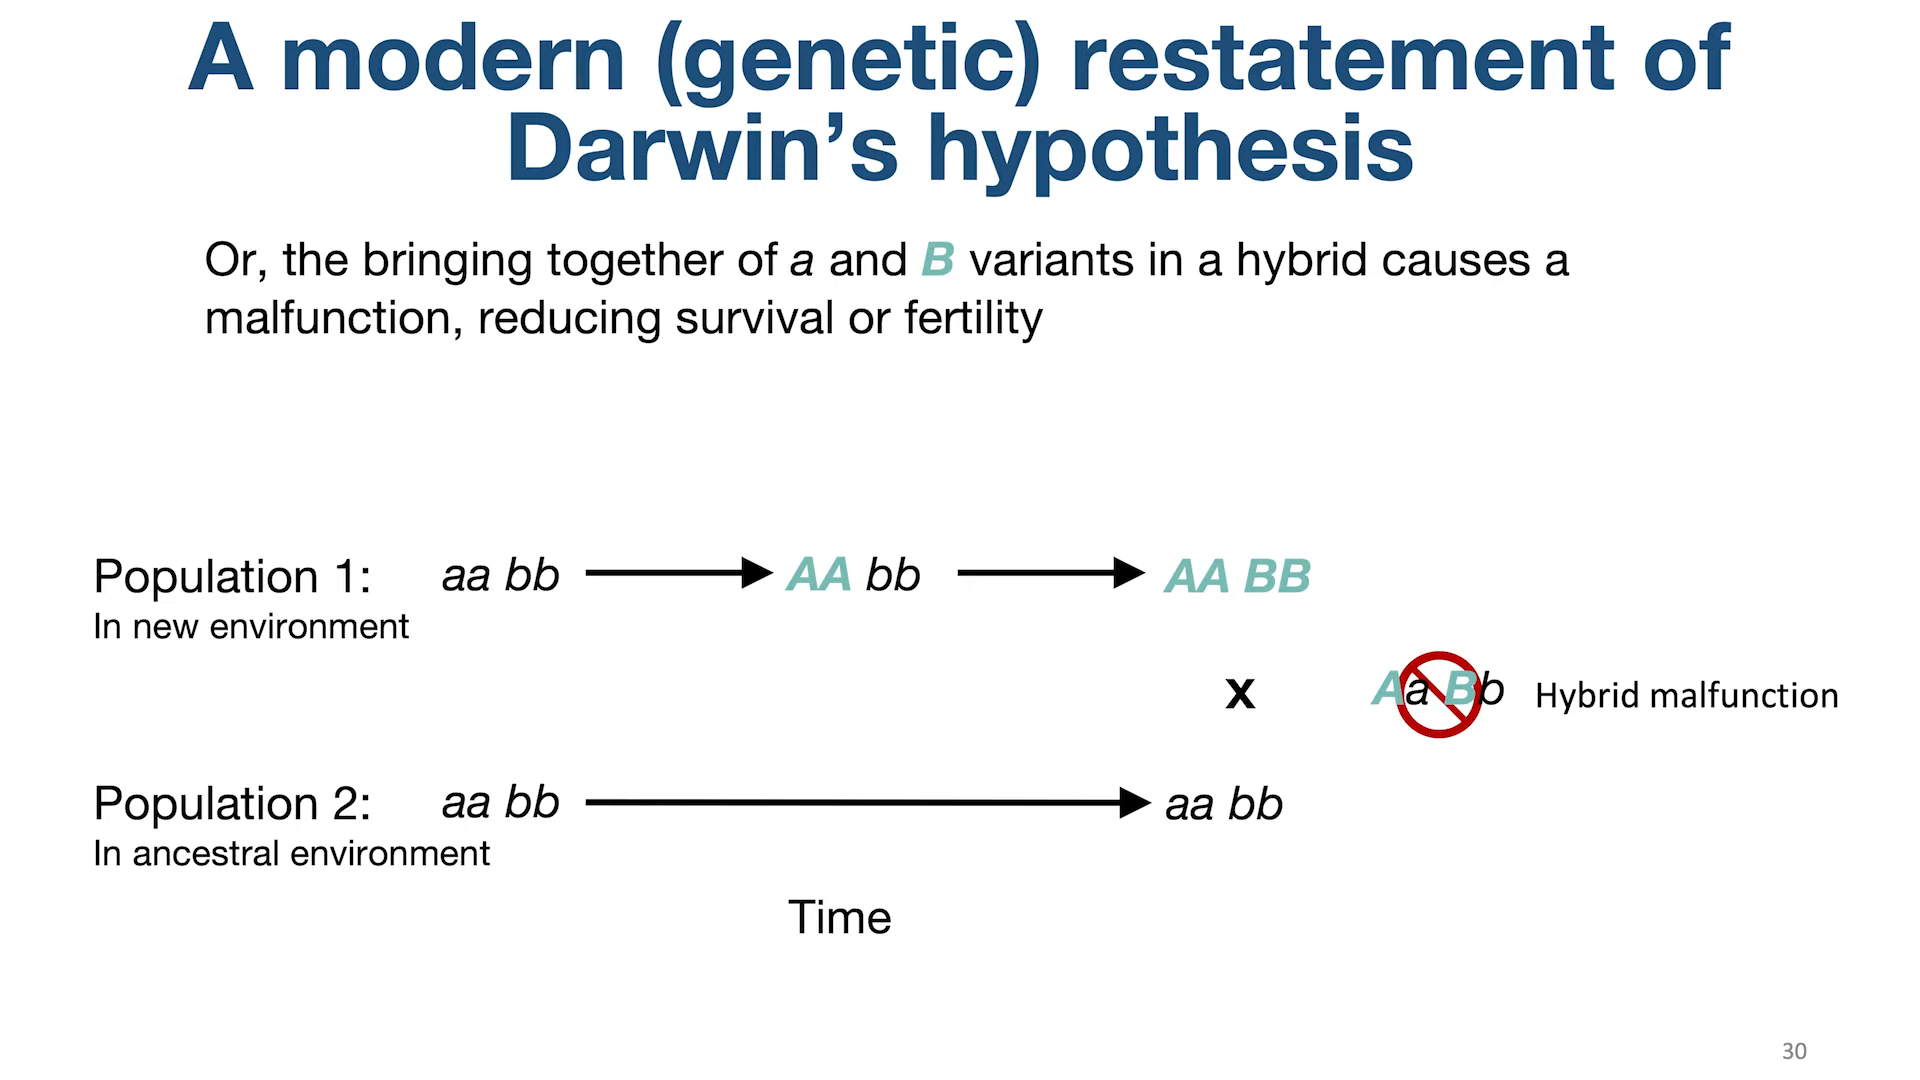 A modern (genetic) restatement of
Darwin’s hypothesis
Or, the bringing together of a and B variants in a hybrid causes a
malfunction, reducing survival or fertility
Population 1: aa bb AA bb AA BB
In new environment
x Aa Bb Hybrid malfunction
Population 2: aa bb aa bb
In ancestral environment
Time
30